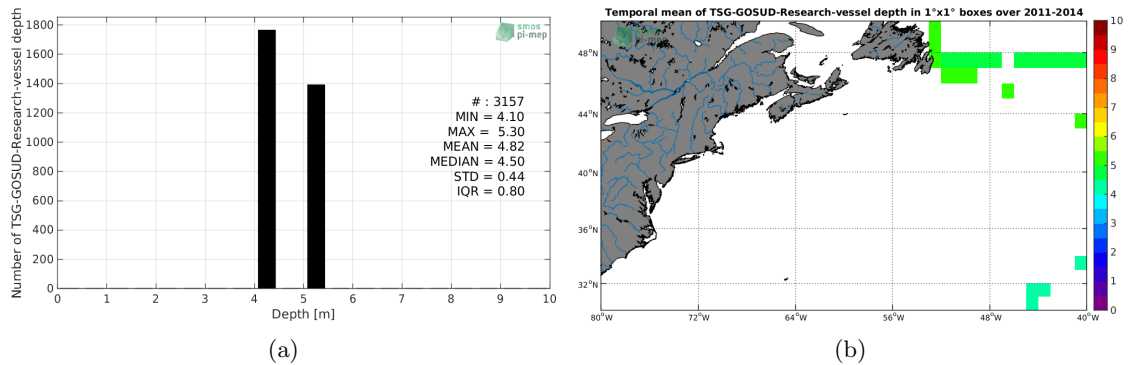 Number of TSG-GOSUD-Research-vessel depth
1800
1600
1400
1200
1000
800
600
400
200
0
smos
pi-mep
# : 3157
MIN = 4.10
MAX = 5.30
MEAN = 4.82
MEDIAN = 4.50
STD = 0.44
IQR = 0.80
0 1 2 3 4 5 6 7 8 9 10
Depth [m]
(a)
Temporal mean of TSG-GOSUD-Research-vessel depth in 1°x1° boxes over 2011-2014
smos
pi-mep
48°N
44°N
40°N
36°N
32°N
80°W 72°W 64°W 56°W 48°W 40°W
10
9
8
7
6
5
4
3
2
1
0
(b)